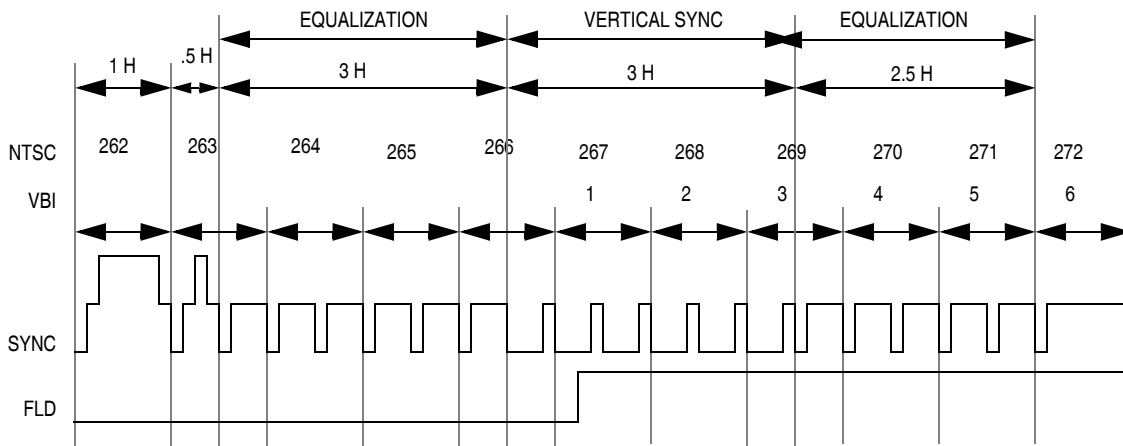 EQUALIZATION VERTICAL SYNC EQUALIZATION
1 H .5 H 3 H 3 H 2.5 H
NTSC 262 263 264 265 266 267 268 269 270 271 272
VBI 1 2 3 4 5 6
SYNC
FLD